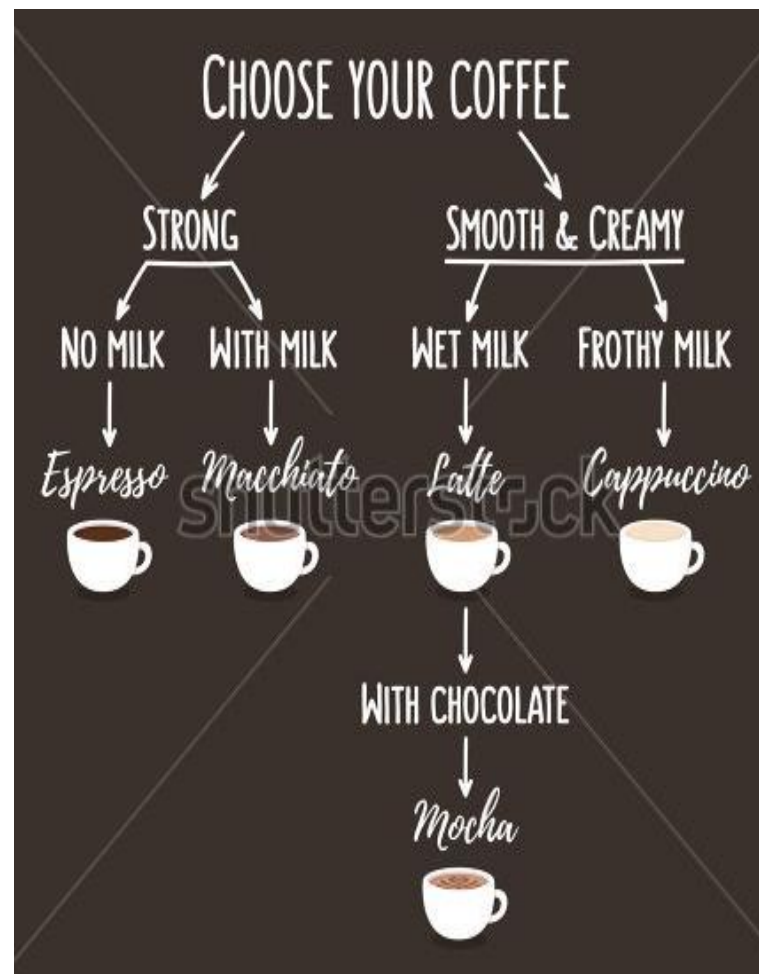 CHOOSE YOUR COFFEE
STRONG
SMOOTH & CREAMY
NO MILK
WITH MILK
WET MILK
FROTHY MILK
Espresso
Macchiato
Latte
Cappuccino
shutterstock
WITH CHOCOLATE
Mocha